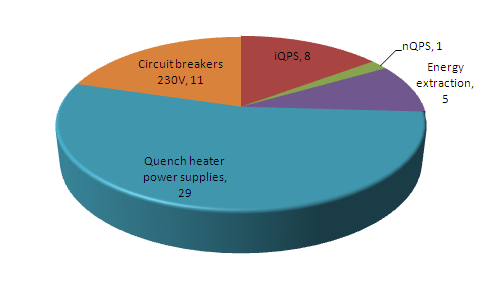 iQPS, 8
nQPS, 1
Energy
extraction,
5
Quench heater
power supplies,
29
Circuit breakers
230V, 11